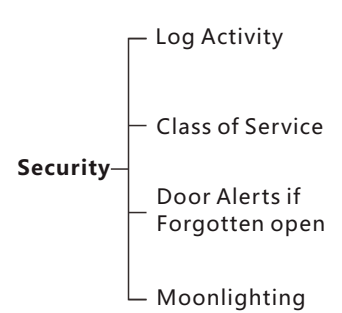 Log Activity
Class of Service
Security
Door Alerts if
Forgotten open
Moonlighting